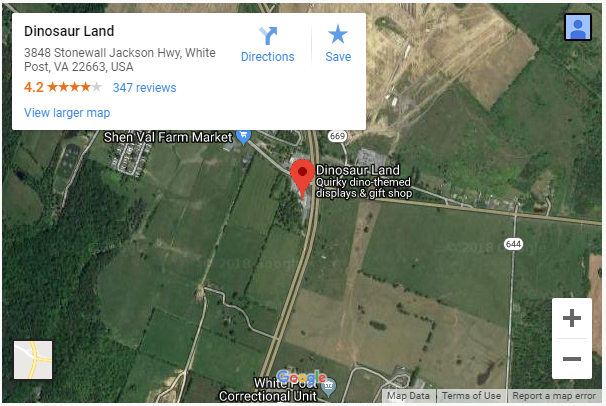 Dinosaur Land
3848 Stonewall Jackson Hwy, White
Post, VA 22663, USA
Directions
Save
4.2
347 reviews
View larger map
Shen Val Farm Market
669
Dinosaur Land
Quirky dino-themed
displays & gift shop
644
© 2018 Google
© 2018 Google
Google
White Post
Correctional Unit
Map Data
Terms of Use
Report a map error